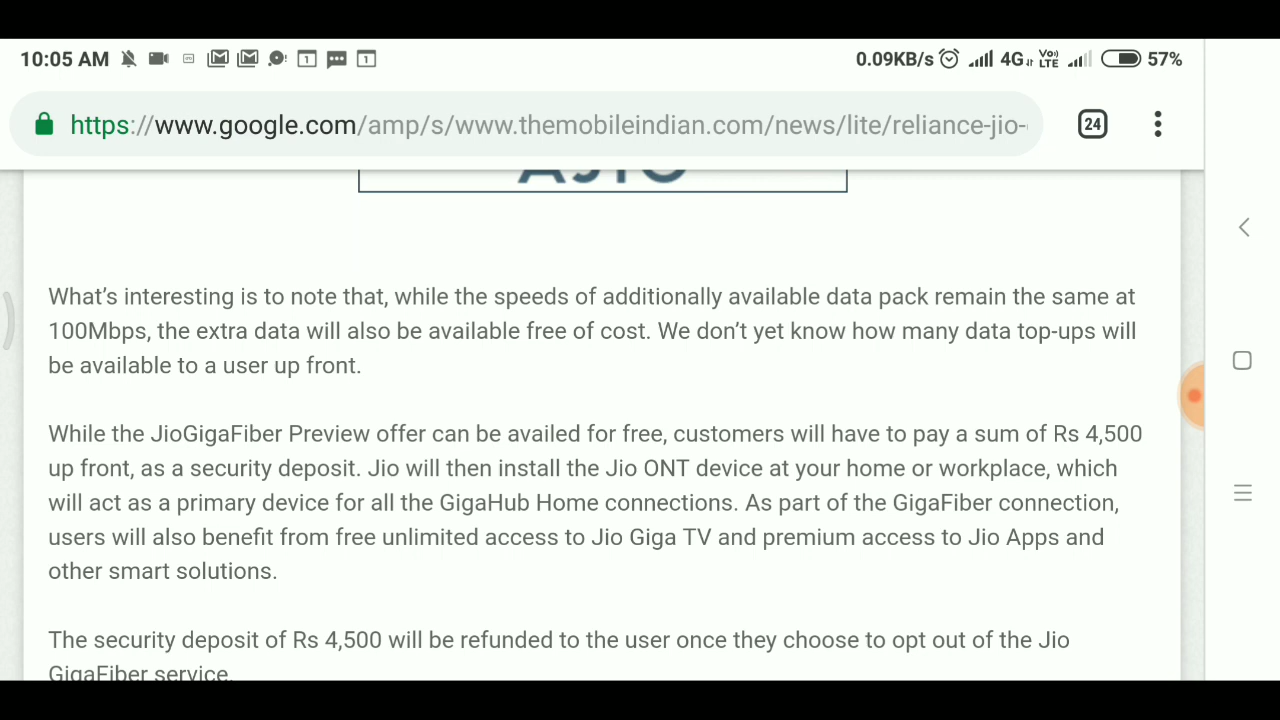 10:05 AM 0.09KB/s 4G VoLTE 57%
https://www.google.com/amp/s/www.themobileindian.com/news/lite/reliance-jio- 24
AJIO
What’s interesting is to note that, while the speeds of additionally available data pack remain the same at
100Mbps, the extra data will also be available free of cost. We don’t yet know how many data top-ups will
be available to a user up front.
While the JioGigaFiber Preview offer can be availed for free, customers will have to pay a sum of Rs 4,500
up front, as a security deposit. Jio will then install the Jio ONT device at your home or workplace, which
will act as a primary device for all the GigaHub Home connections. As part of the GigaFiber connection,
users will also benefit from free unlimited access to Jio Giga TV and premium access to Jio Apps and
other smart solutions.
The security deposit of Rs 4,500 will be refunded to the user once they choose to opt out of the Jio
GigaFiber service.